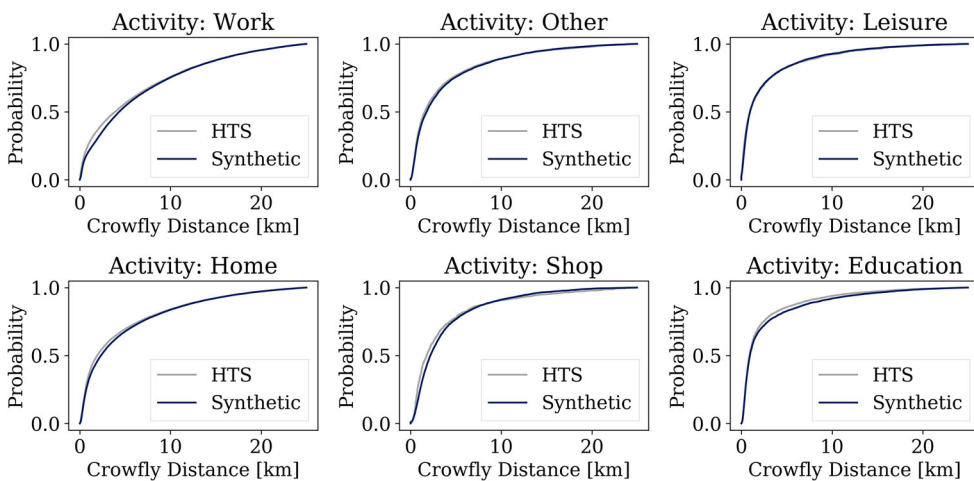 Activity: Work
Probability
1.0
0.5
0.0
HTS
Synthetic
0 10 20
Crowfly Distance [km]
Activity: Other
Probability
1.0
0.5
0.0
HTS
Synthetic
0 10 20
Crowfly Distance [km]
Activity: Leisure
Probability
1.0
0.5
0.0
HTS
Synthetic
0 10 20
Crowfly Distance [km]
Activity: Home
Probability
1.0
0.5
0.0
HTS
Synthetic
0 10 20
Crowfly Distance [km]
Activity: Shop
Probability
1.0
0.5
0.0
HTS
Synthetic
0 10 20
Crowfly Distance [km]
Activity: Education
Probability
1.0
0.5
0.0
HTS
Synthetic
0 10 20
Crowfly Distance [km]